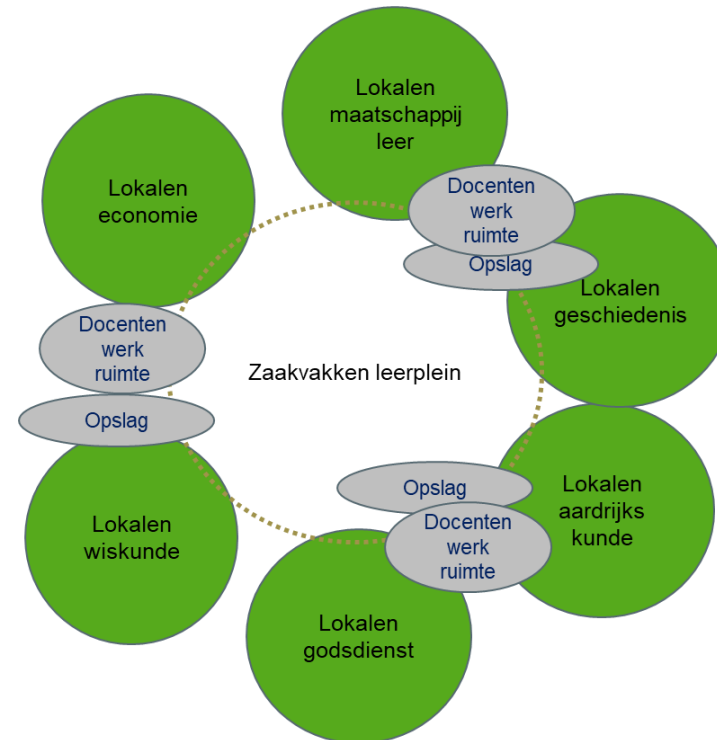 Lokalen
maatschappij
leer
Lokalen
economie
Docenten
werk
ruimte
Opslag
Lokalen
geschiedenis
Docenten
werk
ruimte
Zaakvakken leerplein
Opslag
Opslag
Lokalen
aardrijks
kunde
Docenten
werk
ruimte
Lokalen
wiskunde
Lokalen
godsdienst